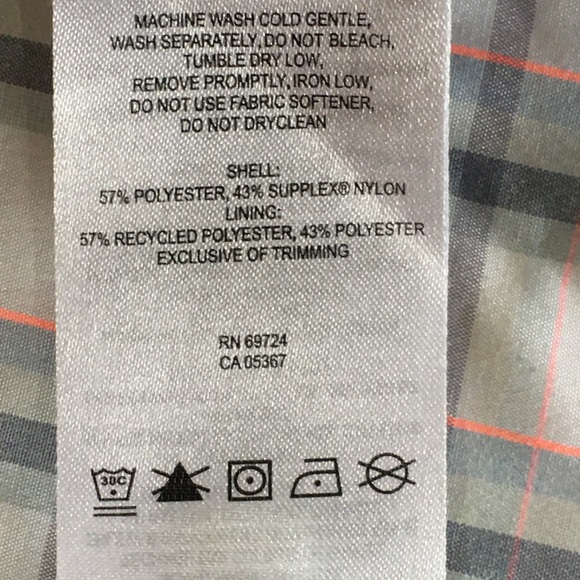 MACHINE WASH COLD GENTLE,
WASH SEPARATELY, DO NOT BLEACH,
TUMBLE DRY LOW,
REMOVE PROMPTLY, IRON LOW,
DO NOT USE FABRIC SOFTENER,
DO NOT DRYCLEAN
SHELL:
57% POLYESTER, 43% SUPPLEX® NYLON
LINING:
57% RECYCLED POLYESTER, 43% POLYESTER
EXCLUSIVE OF TRIMMING
RN 69724
CA 05367
30C